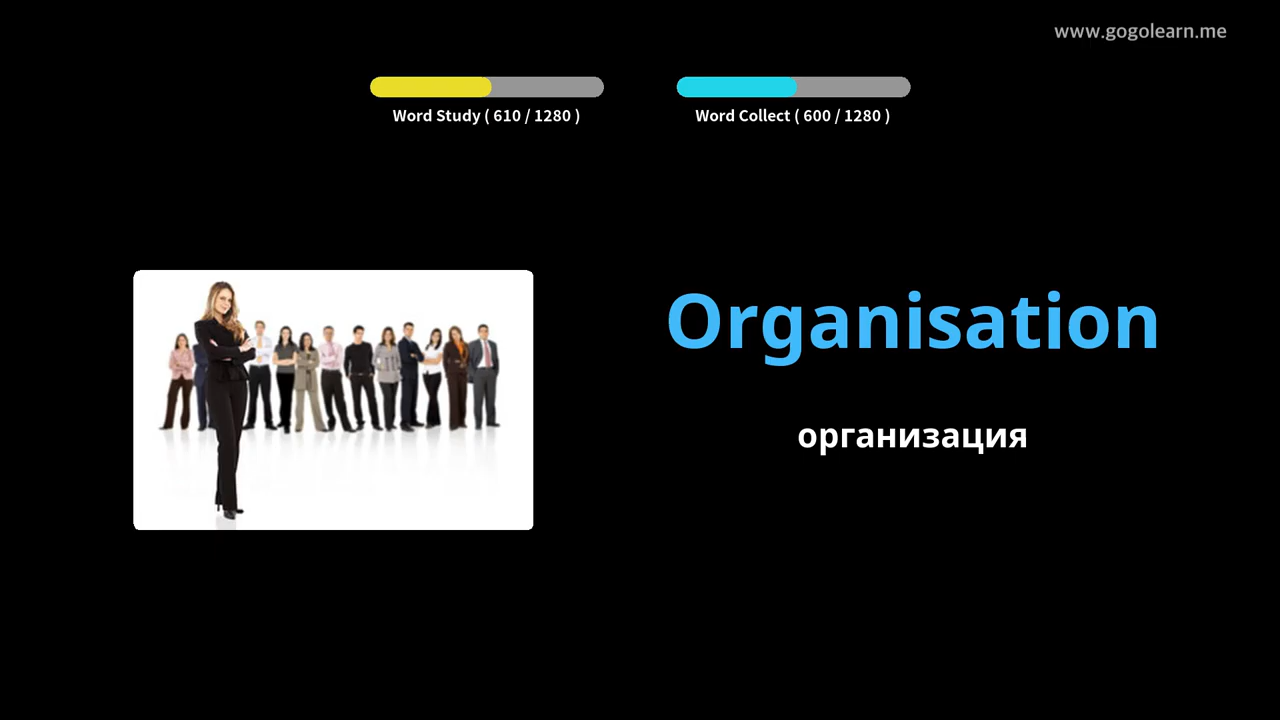 www.gogolearn.me
Word Study ( 610 / 1280 )
Word Collect ( 600 / 1280 )
Organisation
организация